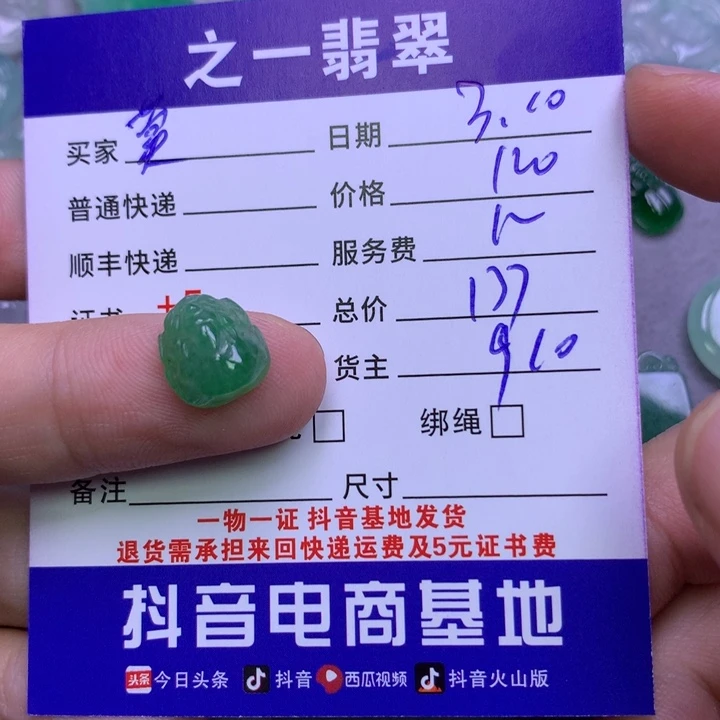 之一翡翠
买家 日期 3.10
普通快递 价格 120
顺丰快递 服务费 12
证书 +5 总价 137
货主 910
绑绳
备注 尺寸
一物一证 抖音基地发货
退货需承担来回快递运费及5元证书费
抖音电商基地
头条 今日头条 抖音 西瓜视频 抖音火山版